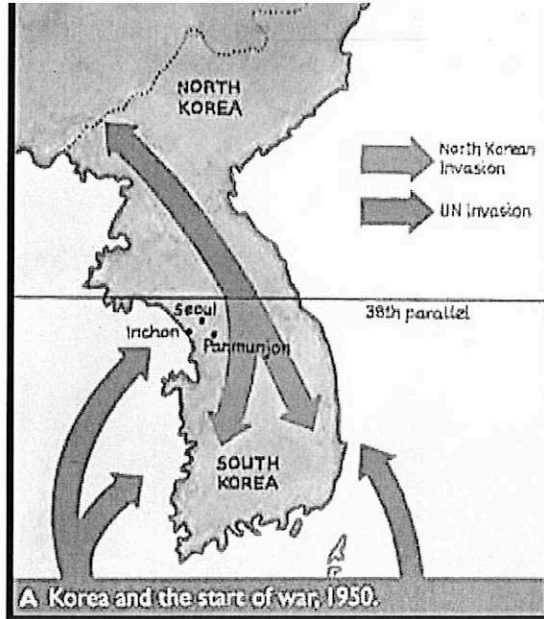 NORTH
KOREA
North Korean
Invasion
UN Invasion
38th parallel
Seoul
Inchon
Panmunjon
SOUTH
KOREA
A Korea and the start of war, 1950.